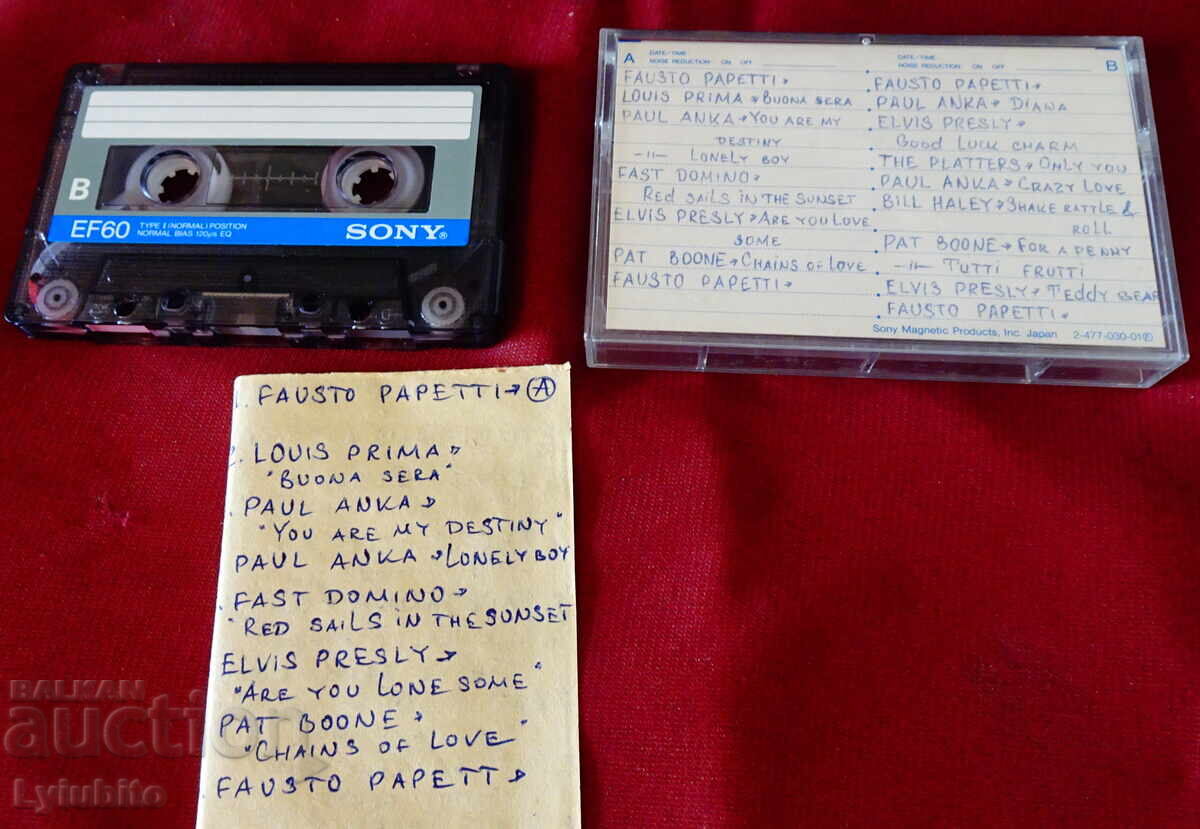 B
EF60
TYPE I (NORMAL) POSITION
NORMAL BIAS 120μs EQ
SONY®
A DATE/TIME
NOISE REDUCTION ON OFF
FAUSTO PAPETTI→
LOUIS PRIMA→BUONA SERA
PAUL ANKA→YOU ARE MY
DESTINY
-11- LONELY BOY
FAST DOMINO→
RED SAILS IN THE SUNSET
ELVIS PRESLY→ARE YOU LOVE
SOME
PAT BOONE→CHAINS OF LOVE
FAUSTO PAPETTI→
DATE/TIME B
NOISE REDUCTION ON OFF
FAUSTO PAPETTI→
PAUL ANKA→DIANA
ELVIS PRESLY→
GOOD LUCK CHARM
THE PLATTERS→ONLY YOU
PAUL ANKA→CRAZY LOVE
BILL HALEY→SHAKE RATTLE &
ROLL
PAT BOONE→FOR A PENNY
-11- TUTTI FRUTTI
ELVIS PRESLY→TEDDY BEAR
FAUSTO PAPETTI→
Sony Magnetic Products, Inc. Japan 2-477-030-01Ⓔ
1. FAUSTO PAPETTI→Ⓐ
2. LOUIS PRIMA→
"BUONA SERA"
. PAUL ANKA→
"YOU ARE MY DESTINY"
PAUL ANKA→LONELY BOY
. FAST DOMINO→
"RED SAILS IN THE SUNSET
ELVIS PRESLY→
"ARE YOU LONE SOME"
PAT BOONE→
"CHAINS OF LOVE"
. FAUSTO PAPETTI→
BALKAN
auction
Lyiubito